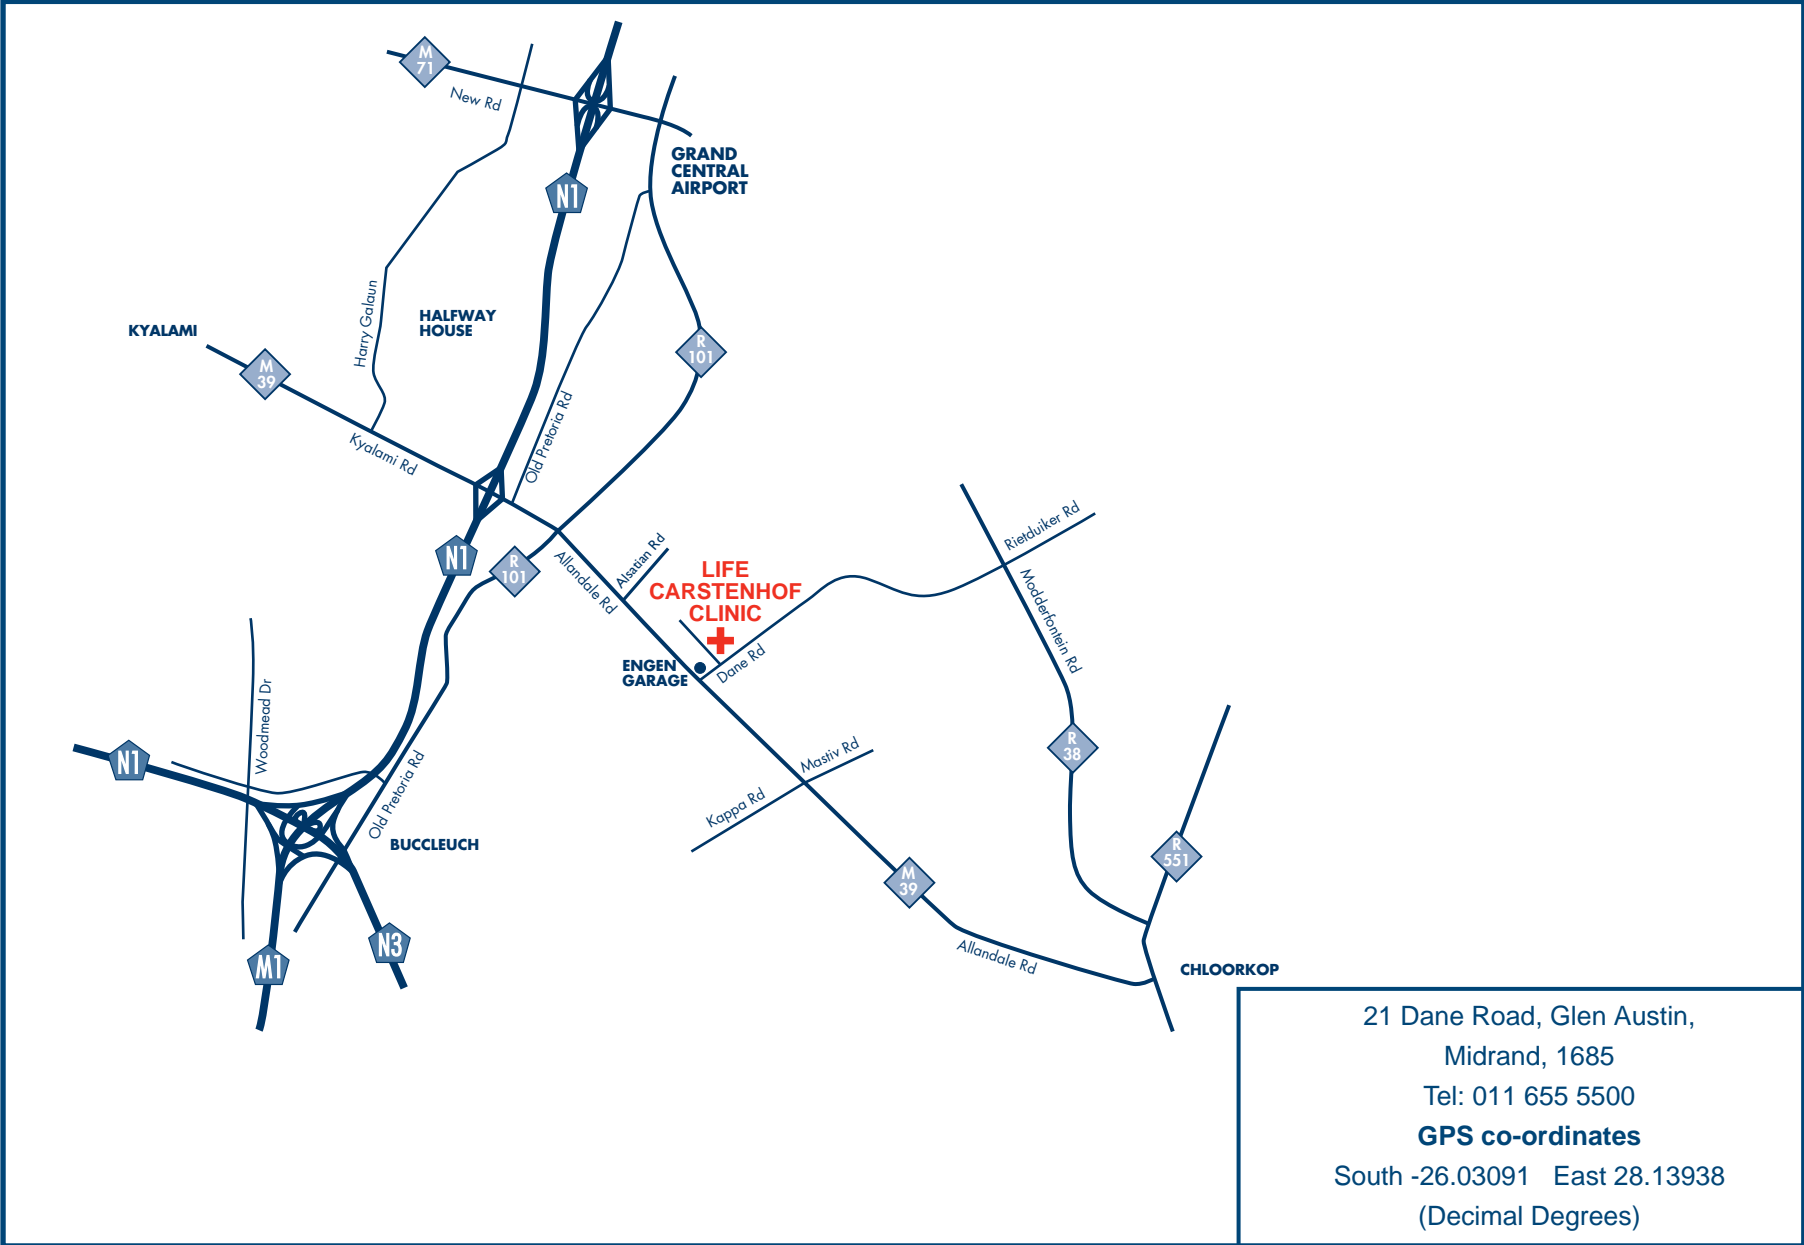 M
71
New Rd
GRAND
CENTRAL
AIRPORT
N1
Harry Galaun
HALFWAY
HOUSE
KYALAMI
M
39
R
101
Kyalami Rd
Old Pretoria Rd
N1
R
101
Allandale Rd
Alsatian Rd
LIFE
CARSTENHOF
CLINIC
Rietduiker Rd
Modderfontein Rd
ENGEN
GARAGE
Dane Rd
Woodmead Dr
N1
Old Pretoria Rd
Mastiv Rd
Kappa Rd
R
38
BUCCLEUCH
R
551
M
39
N3
M1
Allandale Rd
CHLOORKOP
21 Dane Road, Glen Austin,
Midrand, 1685
Tel: 011 655 5500
GPS co-ordinates
South -26.03091 East 28.13938
(Decimal Degrees)